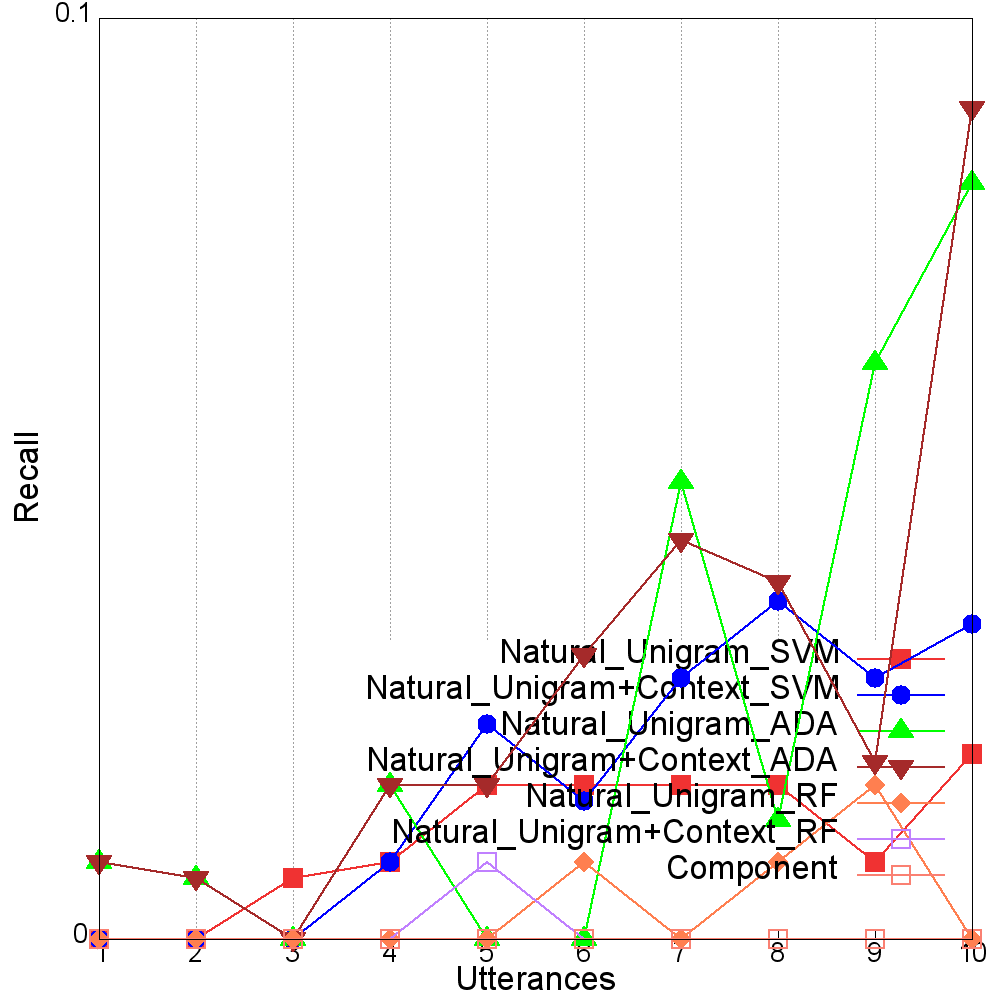 0.1
Recall
Natural_Unigram_SVM
Natural_Unigram+Context_SVM
Natural_Unigram_ADA
Natural_Unigram+Context_ADA
Natural_Unigram_RF
Natural_Unigram+Context_RF
Component
0
1 2 3 4 5 6 7 8 9 10
Utterances